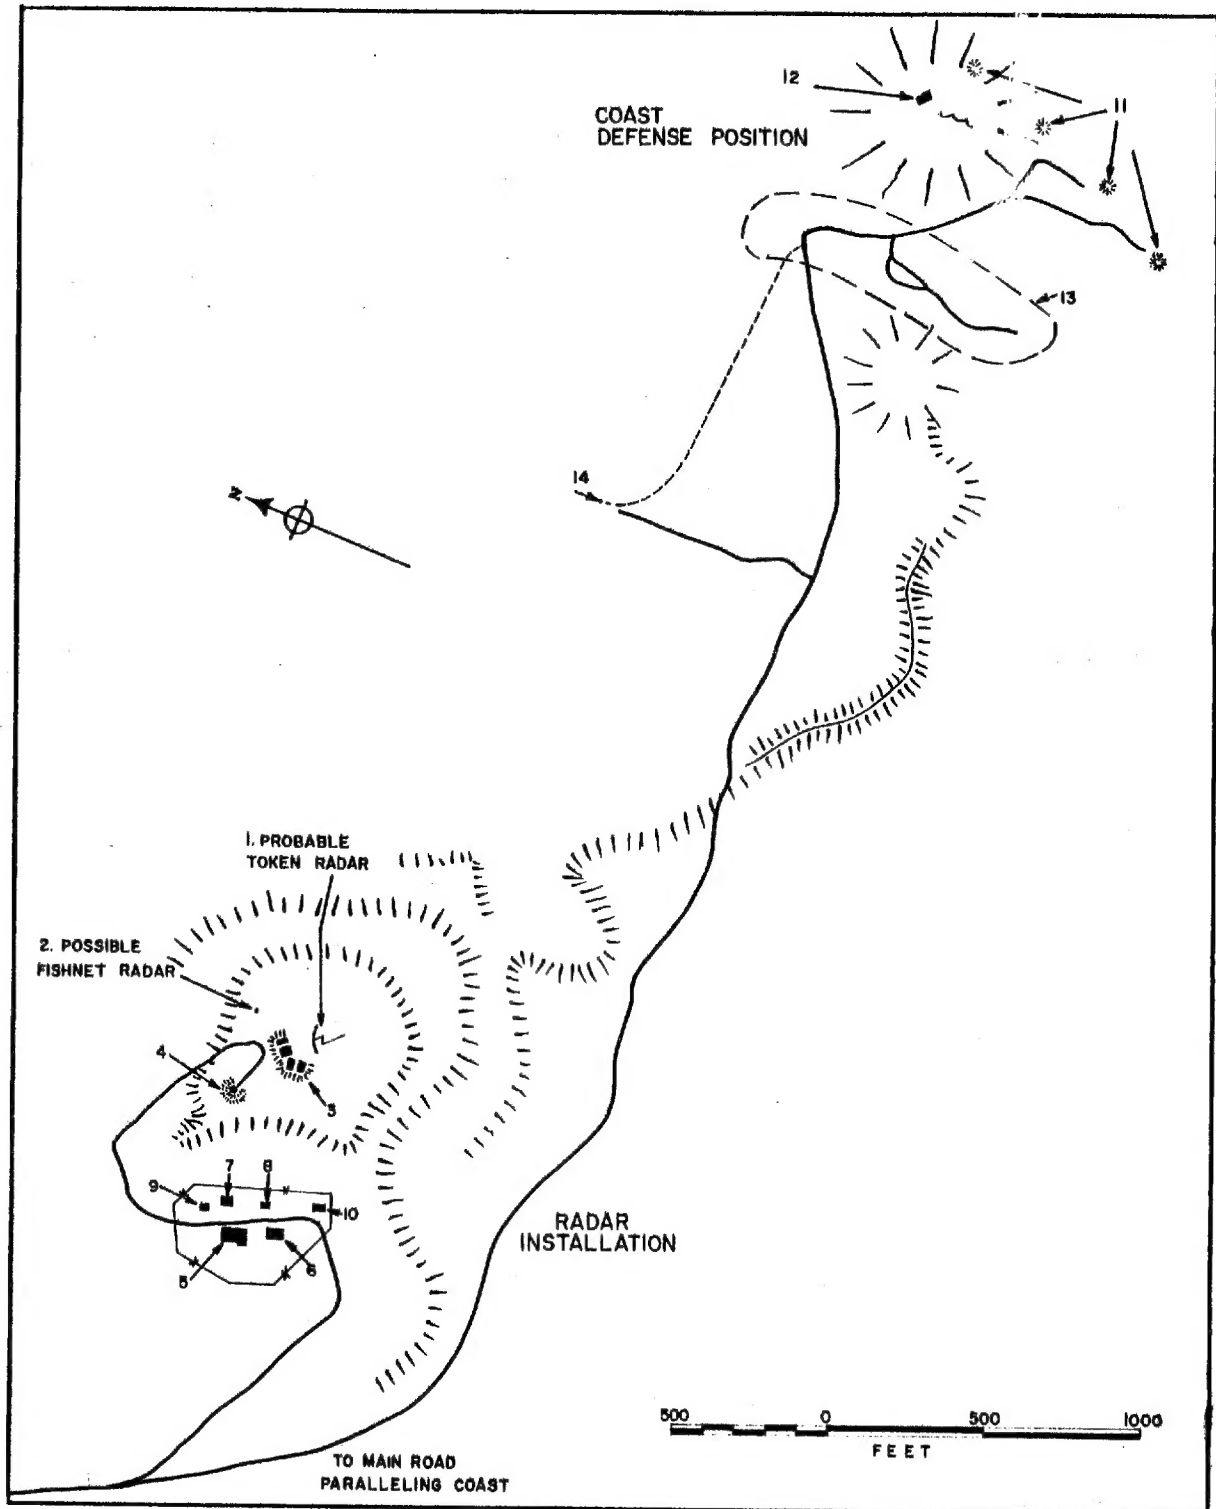 12
11
COAST
DEFENSE POSITION
13
14
N
1. PROBABLE
TOKEN RADAR
2. POSSIBLE
FISHNET RADAR
4
3
7
8
9
10
5
6
RADAR
INSTALLATION
500 0 500 1000
FEET
TO MAIN ROAD
PARALLELING COAST